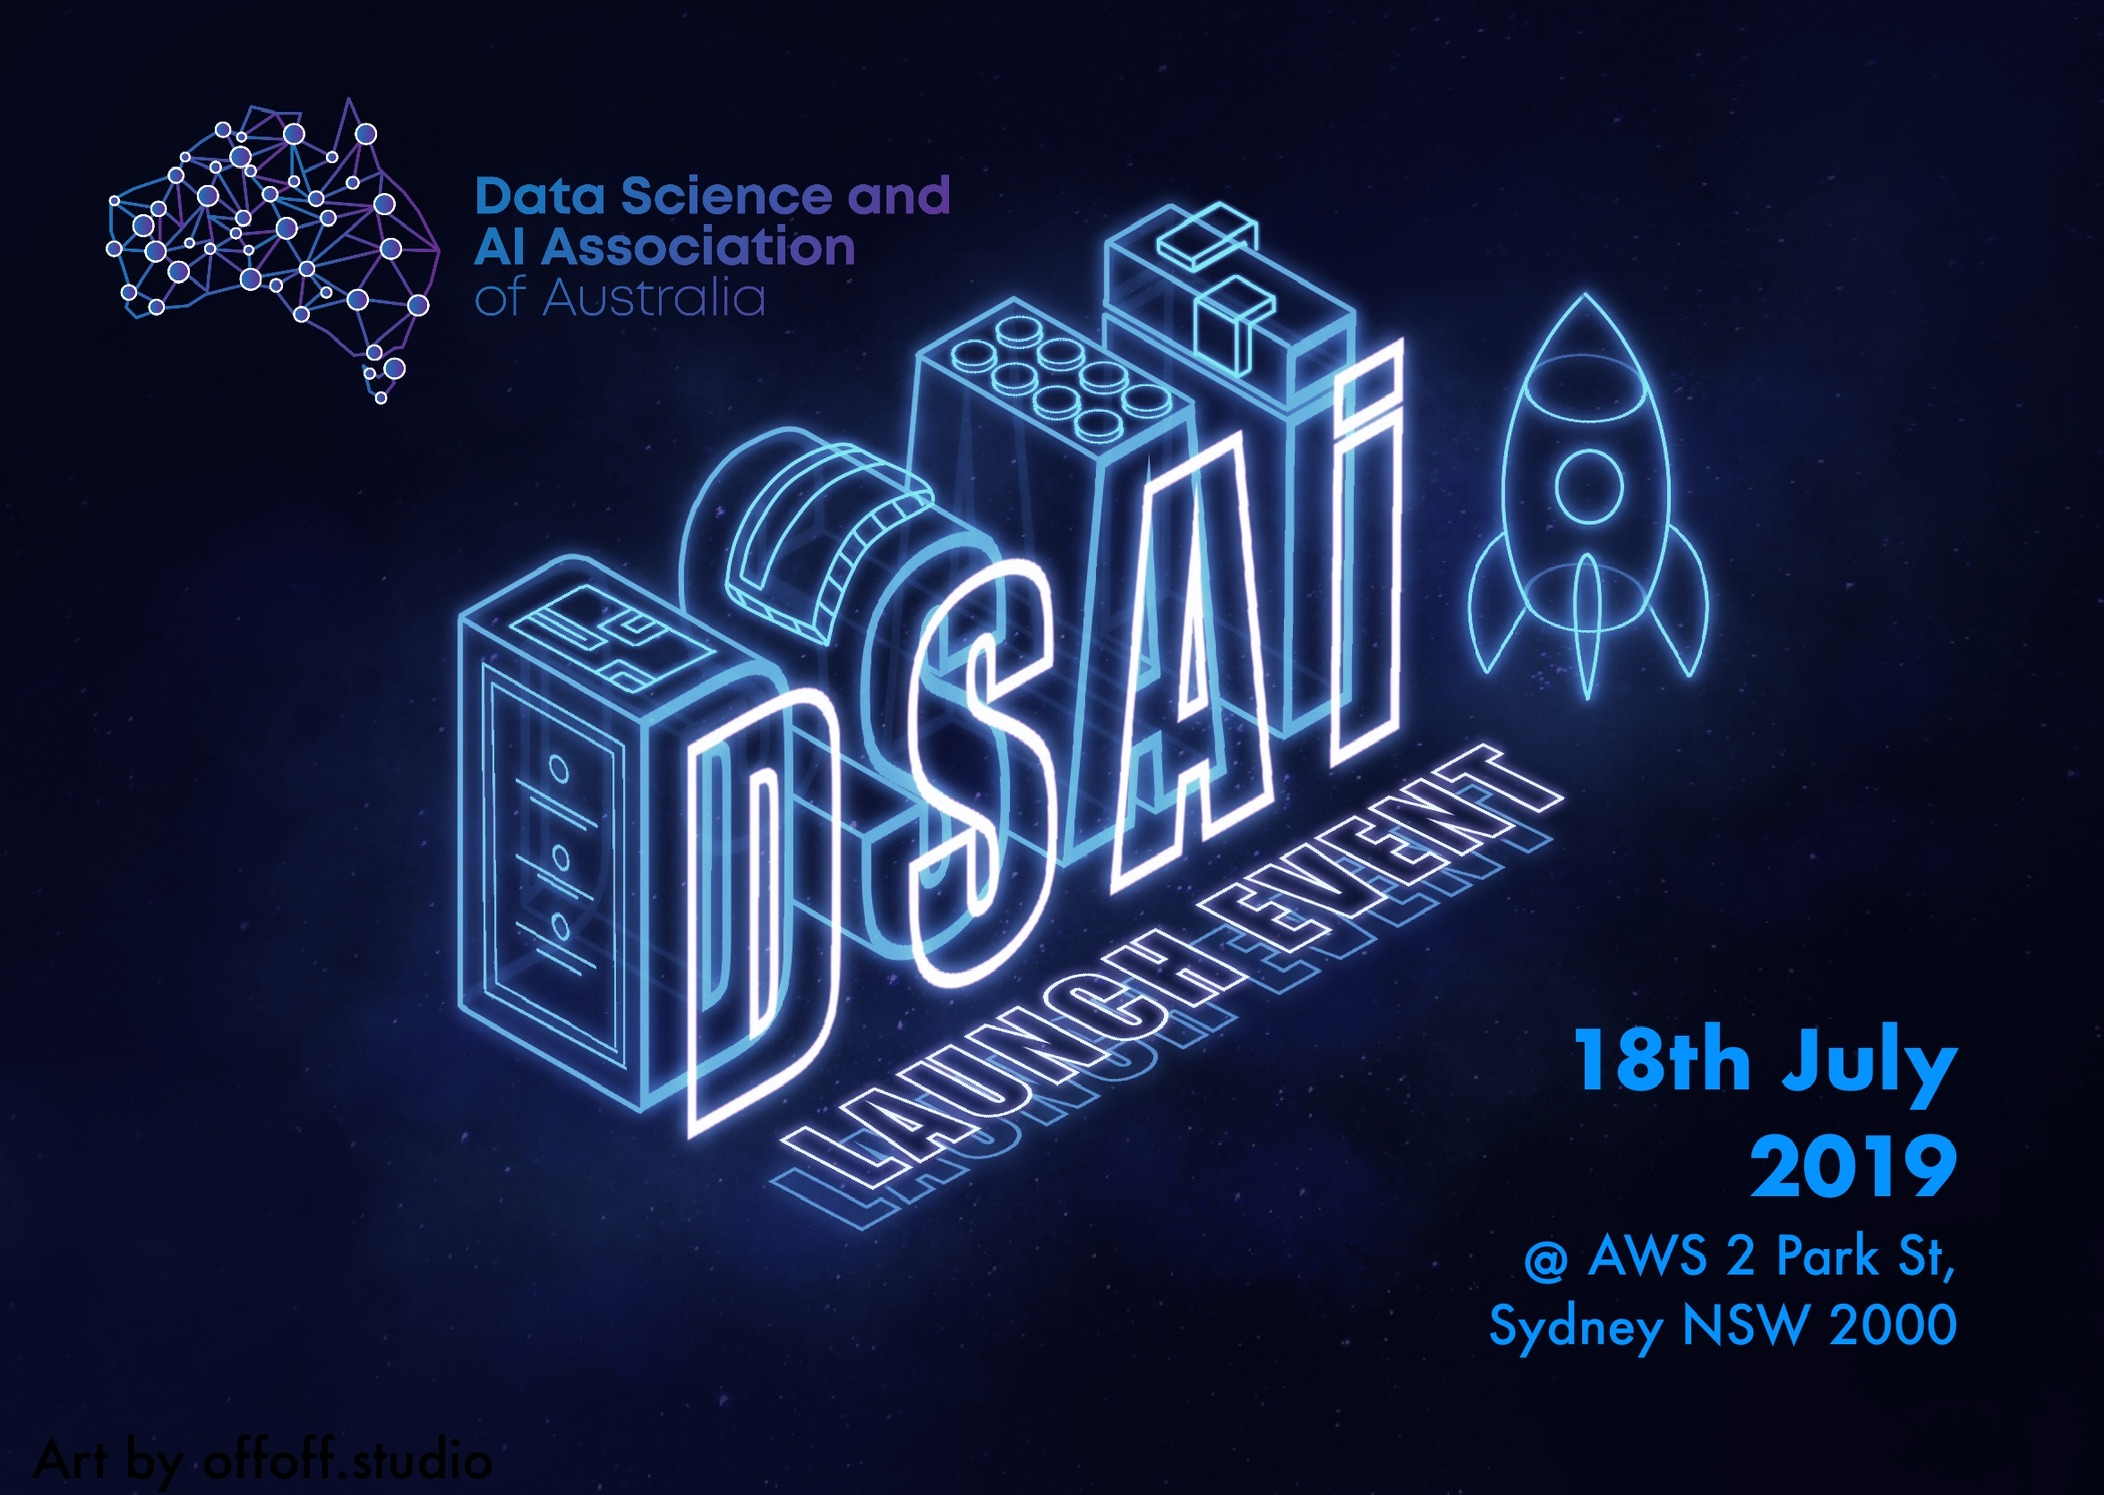 Data Science and
AI Association
of Australia
DSAi
LAUNCH EVENT
18th July
2019
@ AWS 2 Park St,
Sydney NSW 2000
Art by offoff.studio